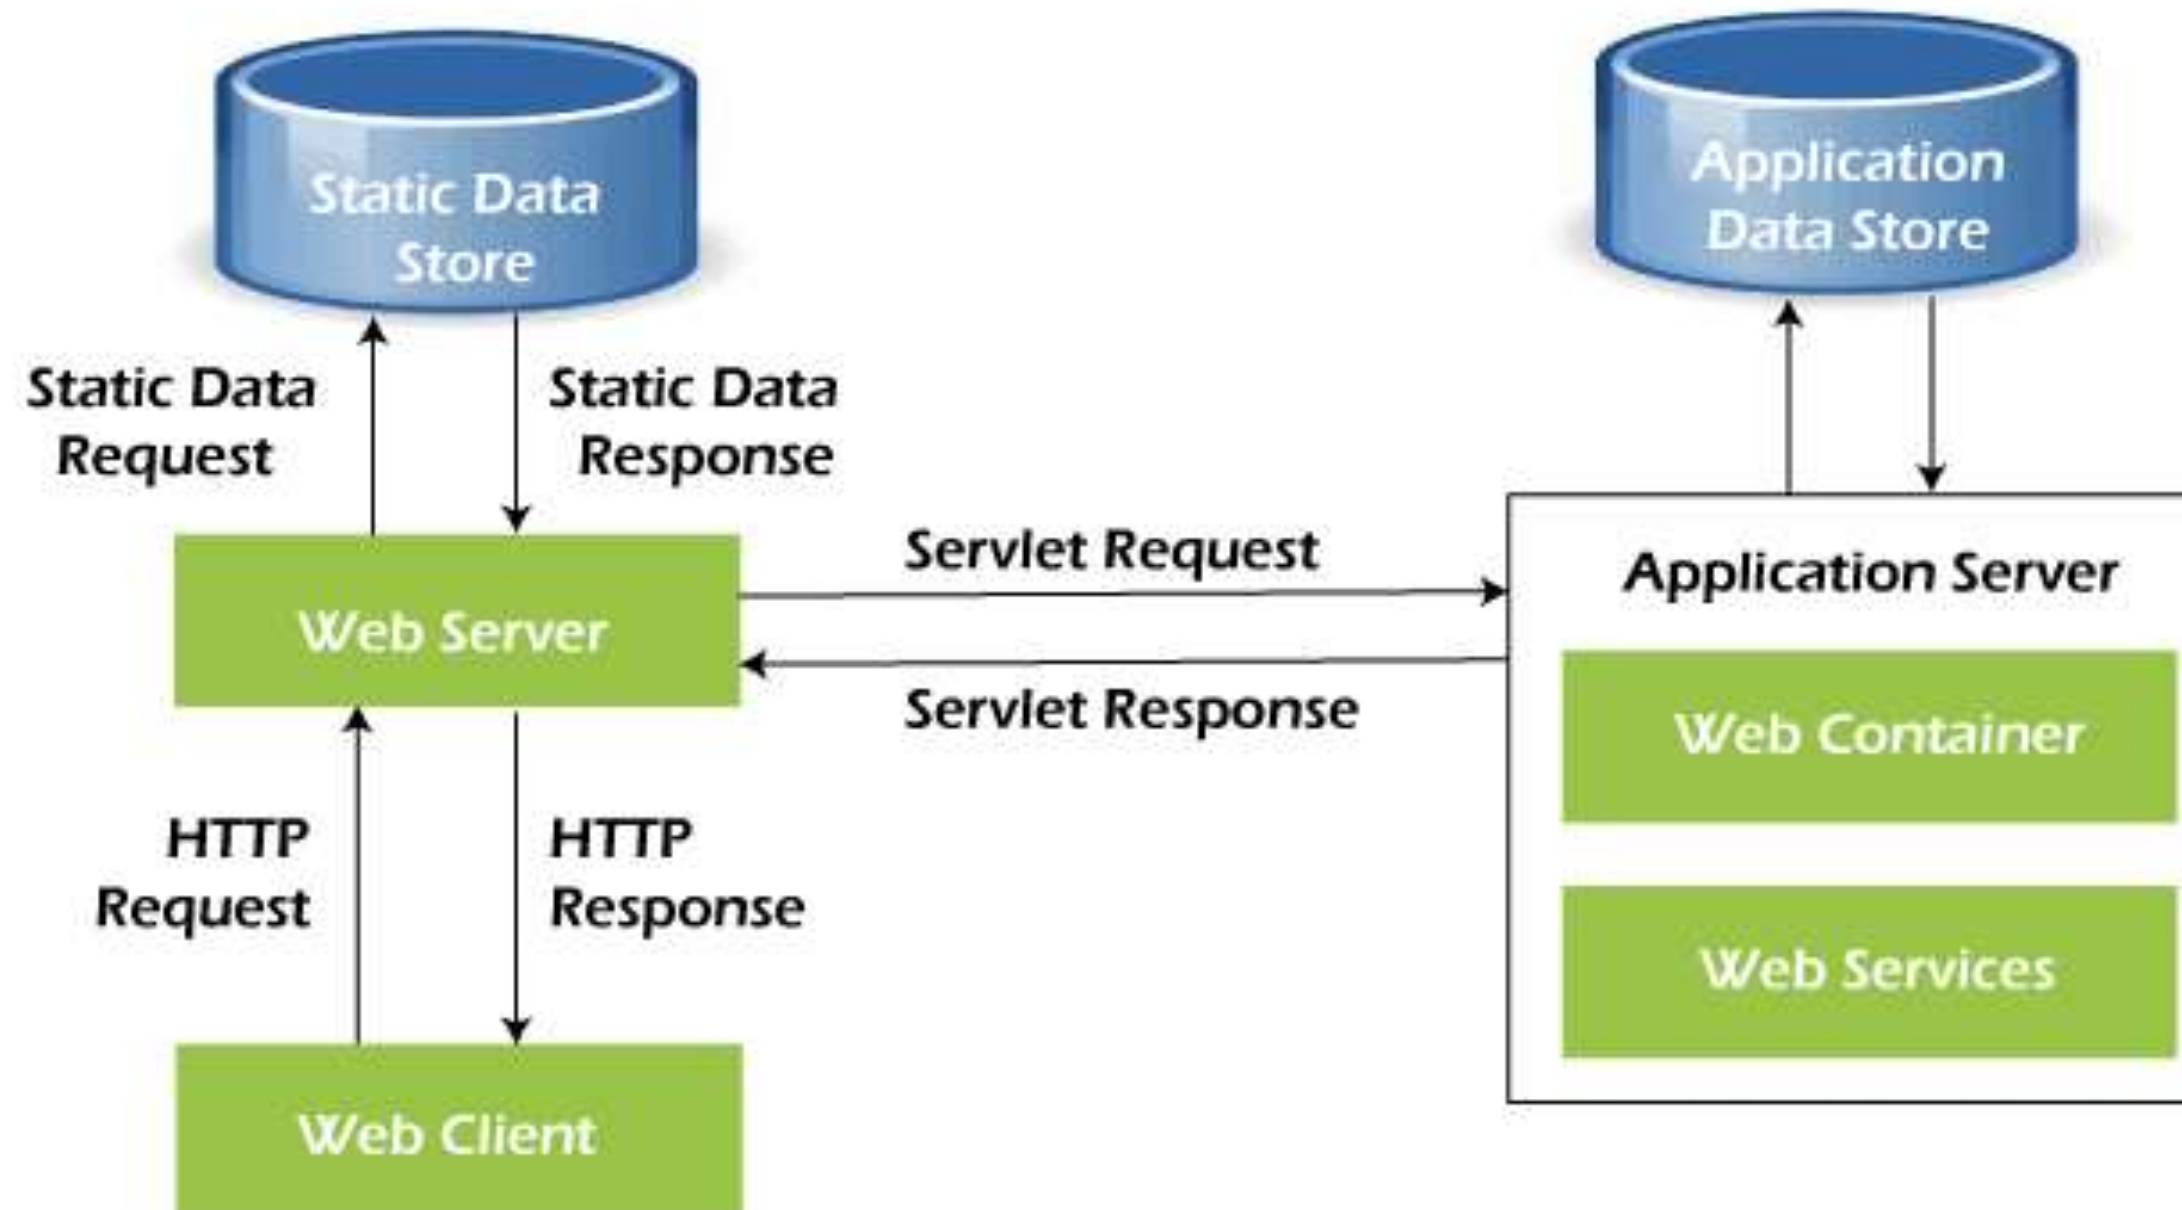 Static Data
Store
Application
Data Store
Static Data
Request
Static Data
Response
Servlet Request
Application Server
Web Server
Servlet Response
Web Container
HTTP
Request
HTTP
Response
Web Services
Web Client